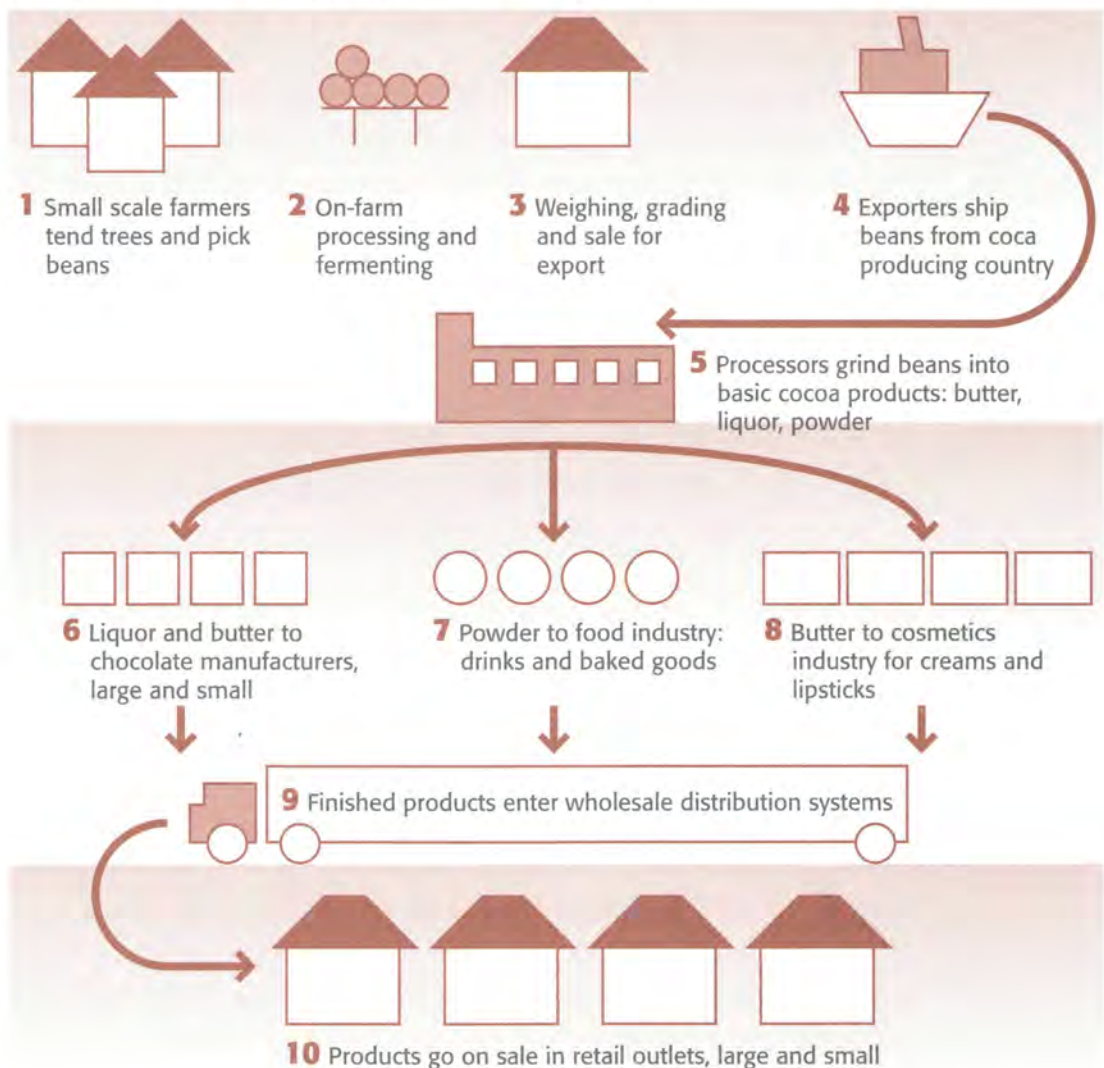 1 Small scale farmers
tend trees and pick
beans
2 On-farm
processing and
fermenting
3 Weighing, grading
and sale for
export
4 Exporters ship
beans from coca
producing country
5 Processors grind beans into
basic cocoa products: butter,
liquor, powder
6 Liquor and butter to
chocolate manufacturers,
large and small
7 Powder to food industry:
drinks and baked goods
8 Butter to cosmetics
industry for creams and
lipsticks
9 Finished products enter wholesale distribution systems
10 Products go on sale in retail outlets, large and small